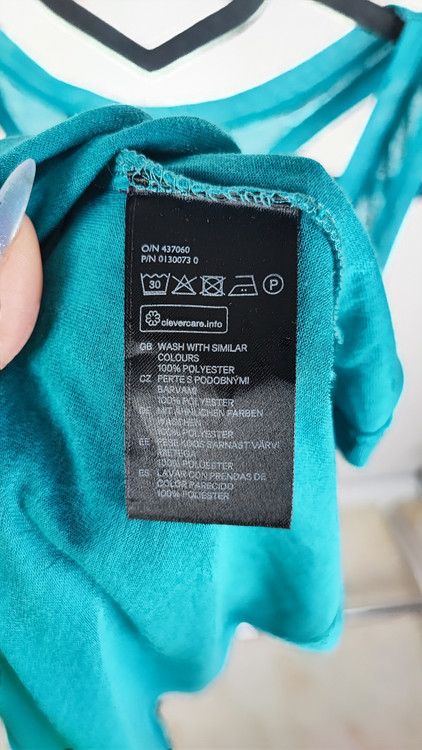 O/N 437060
P/N 0130073 0
30 P
clevercare.info
GB WASH WITH SIMILAR
COLOURS
100% POLYESTER
CZ PERTE S PODOBNÝMI
BARVAMI
100% POLYESTER
DE MIT ÄHNLICHEN FARBEN
WASCHEN
100% POLYESTER
EE PESE KOOS SARNAST VÄRVI
100% POLÜESTER
ES LAVAR CON PRENDAS DE
COLOR PARECIDO
100% POLIÉSTER